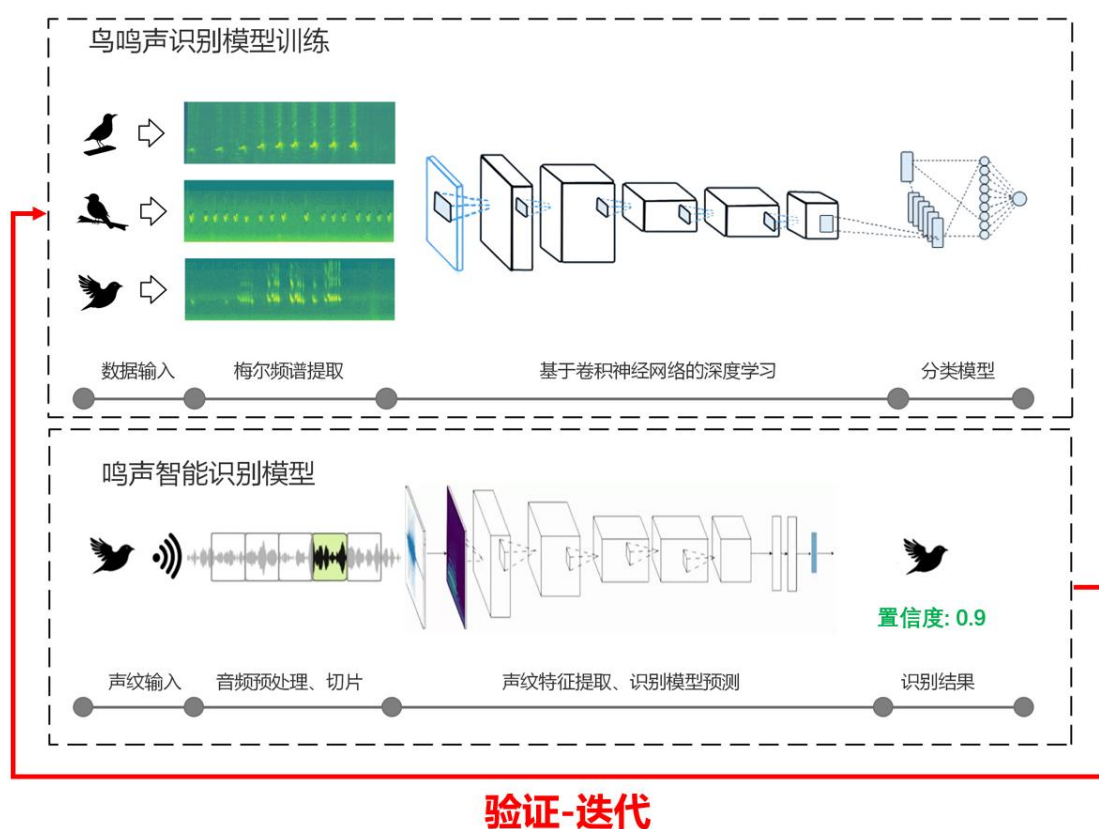 鸟鸣声识别模型训练
数据输入
梅尔频谱提取
基于卷积神经网络的深度学习
分类模型
鸣声智能识别模型
置信度: 0.9
声纹输入
音频预处理、切片
声纹特征提取、识别模型预测
识别结果
验证-迭代